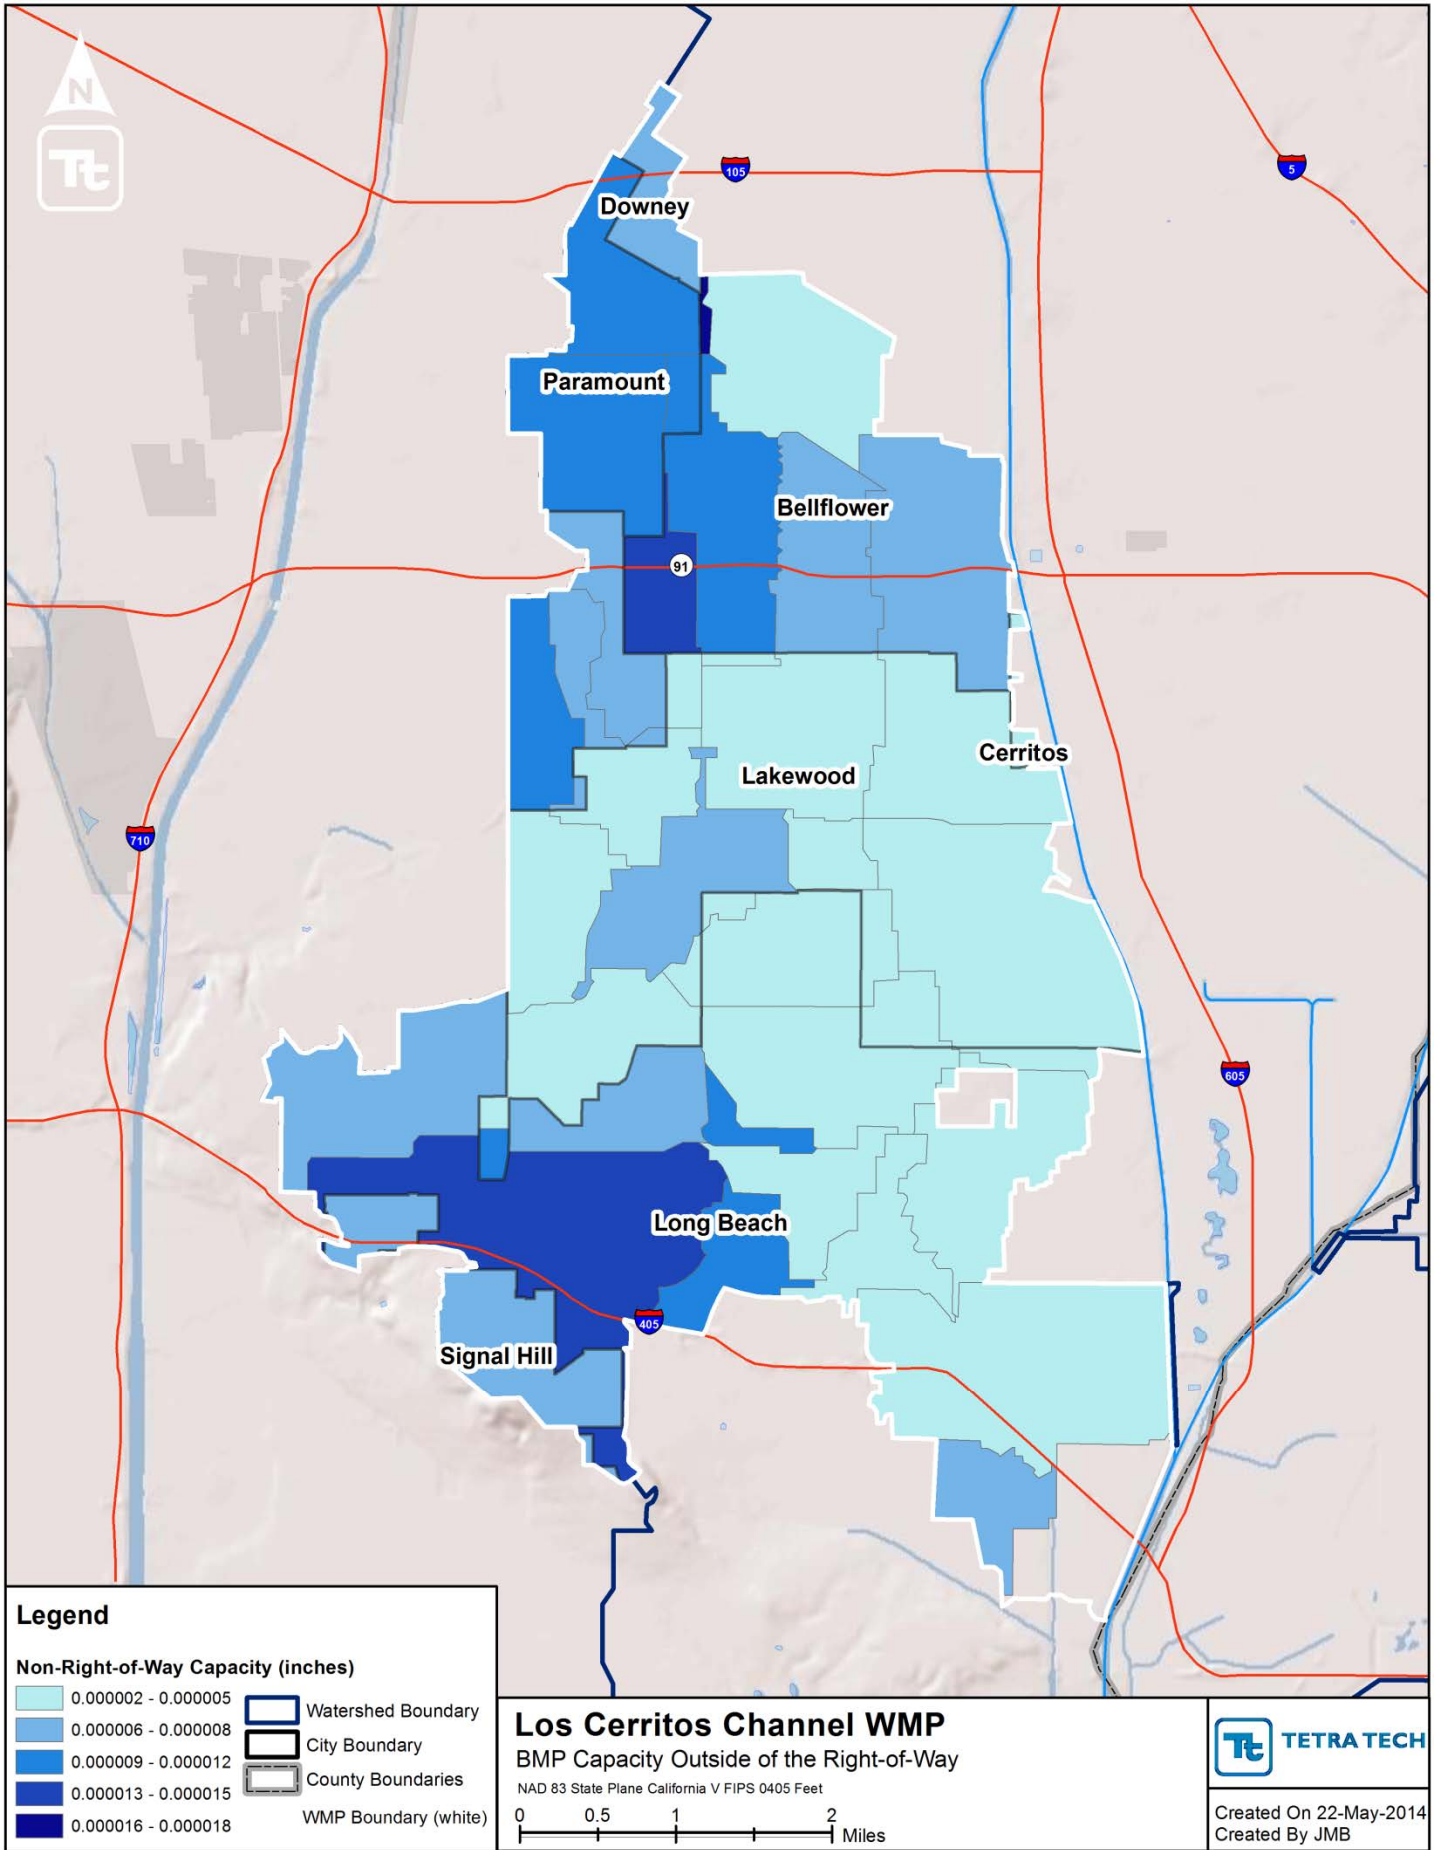 N
Tt
105
5
Downey
Paramount
Bellflower
91
Cerritos
Lakewood
710
605
Long Beach
405
Signal Hill
Legend
Non-Right-of-Way Capacity (inches)
0.000002 - 0.000005
0.000006 - 0.000008
0.000009 - 0.000012
0.000013 - 0.000015
0.000016 - 0.000018
Watershed Boundary
City Boundary
County Boundaries
WMP Boundary (white)
Los Cerritos Channel WMP
BMP Capacity Outside of the Right-of-Way
NAD 83 State Plane California V FIPS 0405 Feet
0 0.5 1 2
Miles
Tt TETRA TECH
Created On 22-May-2014
Created By JMB